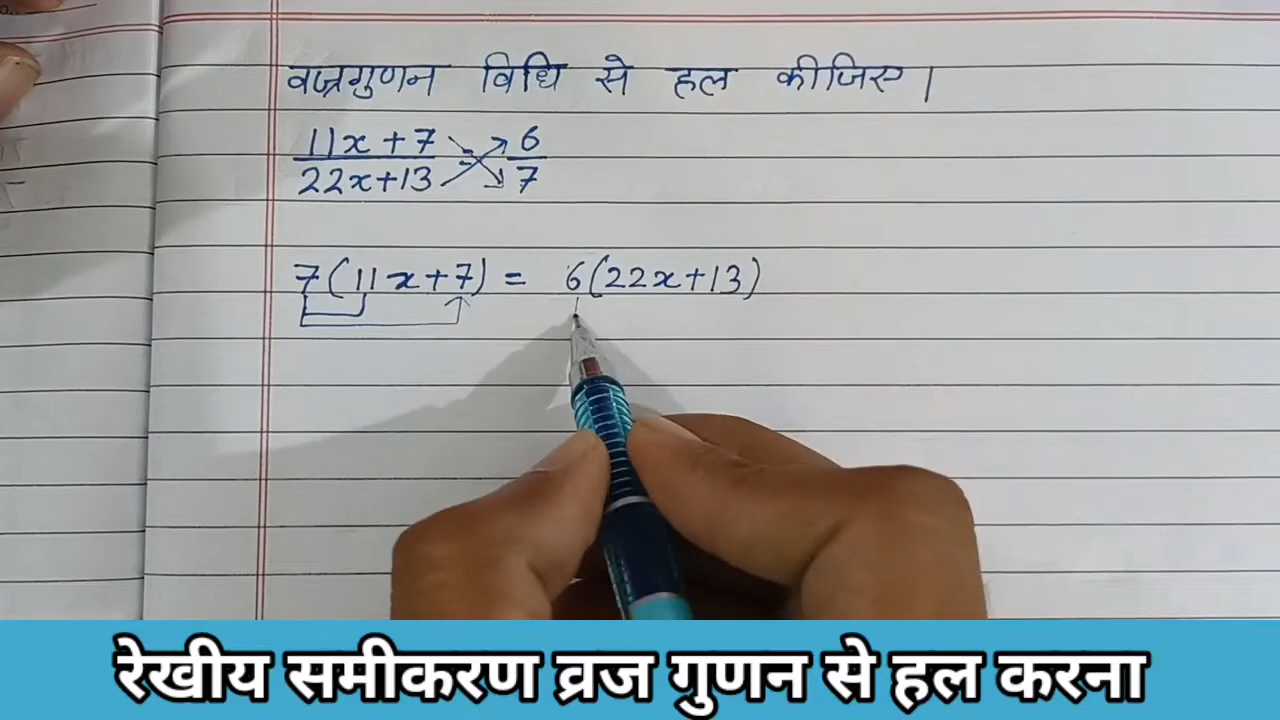 वज्रगुणन विधि से हल कीजिए।
11x + 7 / 22x+13 = 6 / 7
7(11x+7) = 6(22x+13)
रेखीय समीकरण व्रज गुणन से हल करना